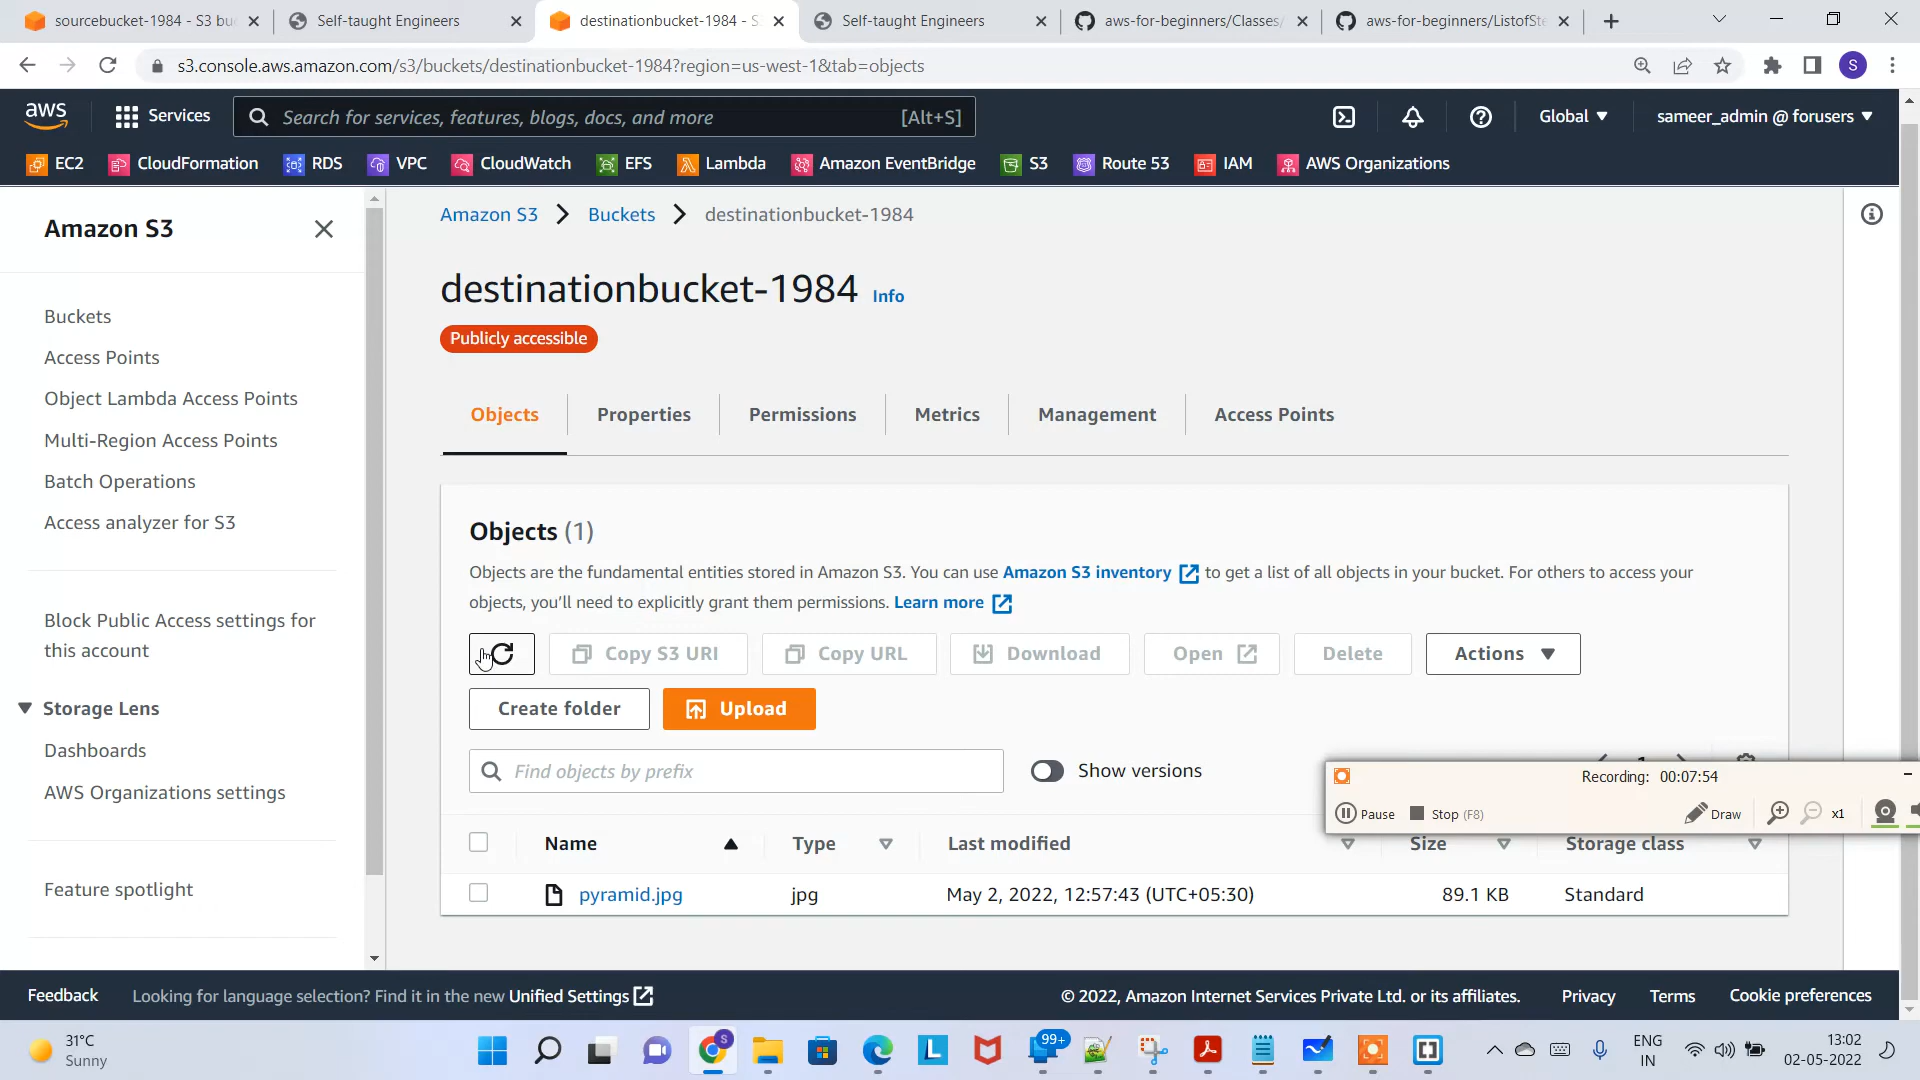 sourcebucket-1984 - S3 bu
Self-taught Engineers
destinationbucket-1984 - S
Self-taught Engineers
aws-for-beginners/Classes/
aws-for-beginners/ListofSte
s3.console.aws.amazon.com/s3/buckets/destinationbucket-1984?region=us-west-1&tab=objects
S
aws
Services
Search for services, features, blogs, docs, and more
[Alt+S]
Global
sameer_admin @ forusers
EC2
CloudFormation
RDS
VPC
CloudWatch
EFS
Lambda
Amazon EventBridge
S3
Route 53
IAM
AWS Organizations
Amazon S3
Buckets
Access Points
Object Lambda Access Points
Multi-Region Access Points
Batch Operations
Access analyzer for S3
Block Public Access settings for
this account
Storage Lens
Dashboards
AWS Organizations settings
Feature spotlight
Amazon S3
Buckets
destinationbucket-1984
destinationbucket-1984 Info
Publicly accessible
Objects
Properties
Permissions
Metrics
Management
Access Points
Objects (1)
Objects are the fundamental entities stored in Amazon S3. You can use Amazon S3 inventory to get a list of all objects in your bucket. For others to access your
objects, you'll need to explicitly grant them permissions. Learn more
Copy S3 URI
Copy URL
Download
Open
Delete
Actions
Create folder
Upload
Find objects by prefix
Show versions
Recording: 00:07:54
Pause
Stop (F8)
Draw
x1
Name
Type
Last modified
Size
Storage class
pyramid.jpg
jpg
May 2, 2022, 12:57:43 (UTC+05:30)
89.1 KB
Standard
Feedback
Looking for language selection? Find it in the new Unified Settings
© 2022, Amazon Internet Services Private Ltd. or its affiliates.
Privacy
Terms
Cookie preferences
31°C
Sunny
S
L
99+
ENG
IN
13:02
02-05-2022